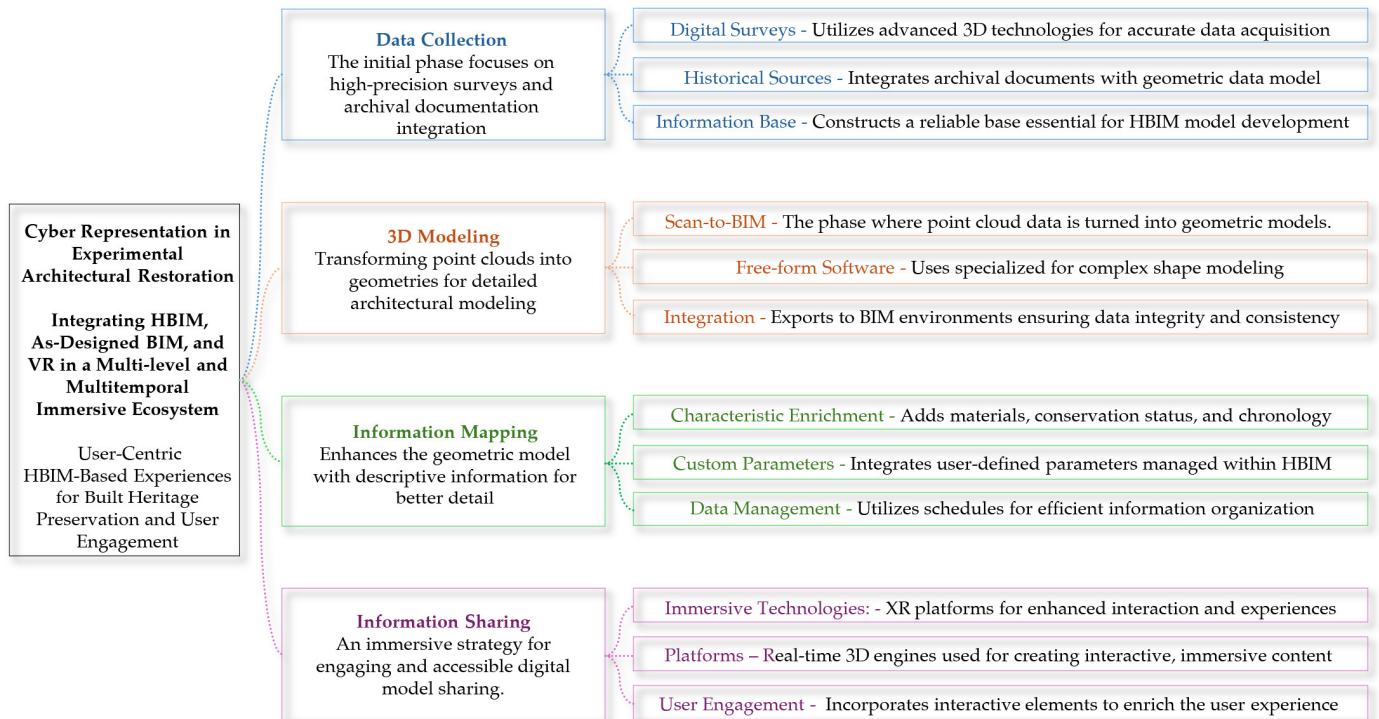 Cyber Representation in
Experimental
Architectural Restoration
Integrating HBIM,
As-Designed BIM, and
VR in a Multi-level and
Multitemporal
Immersive Ecosystem
User-Centric
HBIM-Based Experiences
for Built Heritage
Preservation and User
Engagement
Data Collection
The initial phase focuses on
high-precision surveys and
archival documentation
integration
Digital Surveys - Utilizes advanced 3D technologies for accurate data acquisition
Historical Sources - Integrates archival documents with geometric data model
Information Base - Constructs a reliable base essential for HBIM model development
3D Modeling
Transforming point clouds into
geometries for detailed
architectural modeling
Scan-to-BIM - The phase where point cloud data is turned into geometric models.
Free-form Software - Uses specialized for complex shape modeling
Integration - Exports to BIM environments ensuring data integrity and consistency
Information Mapping
Enhances the geometric model
with descriptive information for
better detail
Characteristic Enrichment - Adds materials, conservation status, and chronology
Custom Parameters - Integrates user-defined parameters managed within HBIM
Data Management - Utilizes schedules for efficient information organization
Information Sharing
An immersive strategy for
engaging and accessible digital
model sharing.
Immersive Technologies: - XR platforms for enhanced interaction and experiences
Platforms – Real-time 3D engines used for creating interactive, immersive content
User Engagement - Incorporates interactive elements to enrich the user experience